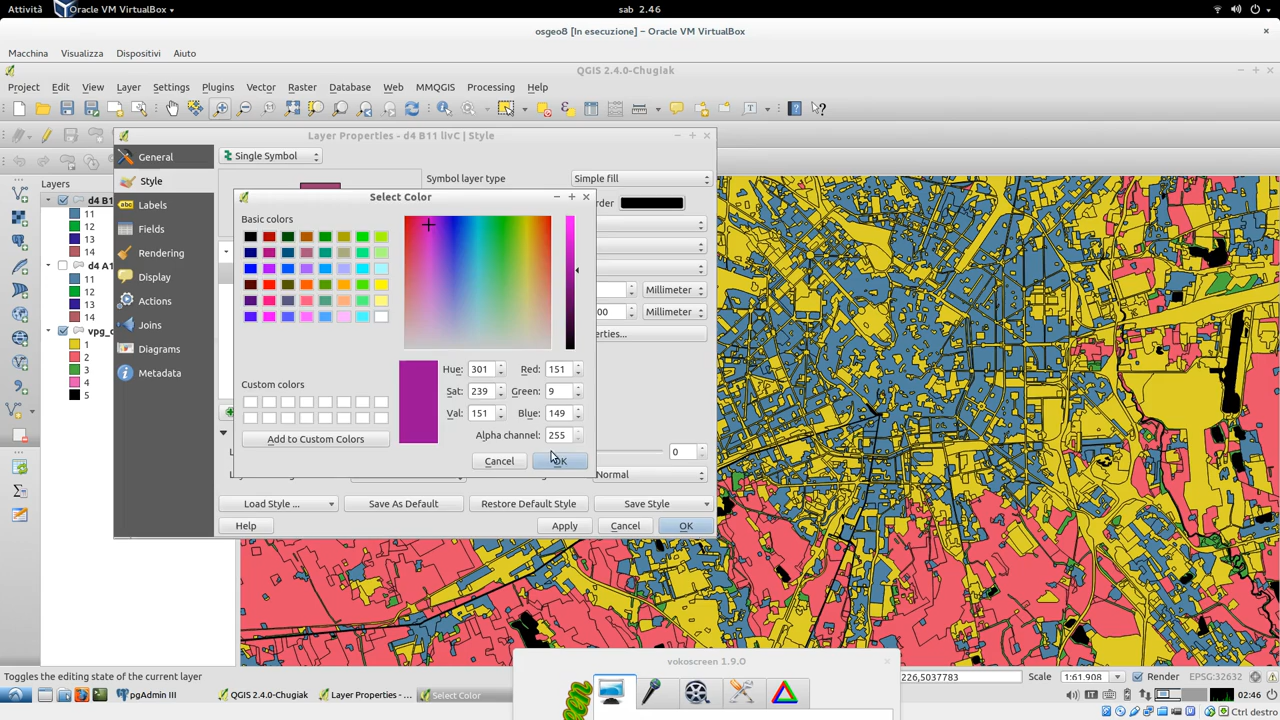 Attività Oracle VM VirtualBox sab 2.46
osgeo8 [In esecuzione] – Oracle VM VirtualBox
Macchina Visualizza Dispositivi Aiuto
QGIS 2.4.0-Chugiak
Project Edit View Layer Settings Plugins Vector Raster Database Web MMQGIS Processing Help
Layer Properties - d4 B11 livC | Style
General
Style
Labels
Fields
Rendering
Display
Actions
Joins
Diagrams
Metadata
Single Symbol
Symbol layer type
Simple fill
Layers
d4 B1
11
12
13
14
d4 A1
11
12
13
14
1
2
3
4
5
Select Color
Basic colors
Custom colors
Add to Custom Colors
Hue: 301 Red: 151
Sat: 239 Green: 9
Val: 151 Blue: 149
Alpha channel: 255
Cancel OK
Millimeter
00 Millimeter
0
Normal
Load Style ... Save As Default Restore Default Style Save Style
Help Apply Cancel OK
vokoscreen 1.9.0
Toggles the editing state of the current layer
226,5037783 Scale 1:61.908 Render EPSG:32632
pgAdmin III QGIS 2.4.0-Chugiak Layer Properties - ... Select Color IT 02:46
Ctrl destro